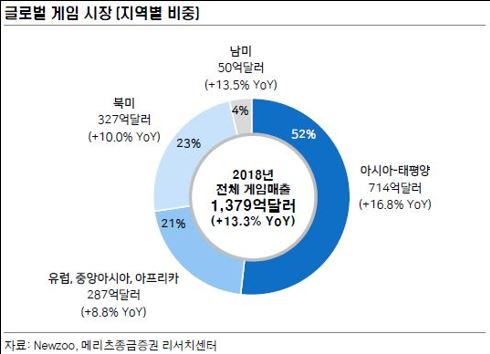 글로벌 게임 시장 (지역별 비중)
남미
50억달러
(+13.5% YoY)
4%
북미
327억달러
(+10.0% YoY)
23%
52%
2018년
전체 게임매출
1,379억달러
(+13.3% YoY)
아시아-태평양
714억달러
(+16.8% YoY)
21%
유럽, 중앙아시아, 아프리카
287억달러
(+8.8% YoY)
자료: Newzoo, 메리츠종금증권 리서치센터